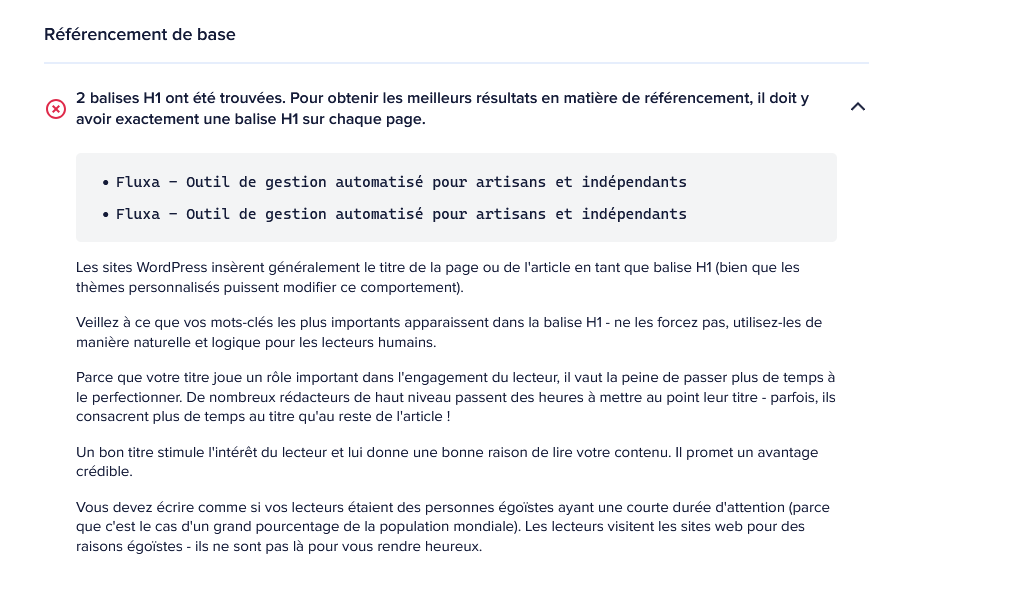 Référencement de base
2 balises H1 ont été trouvées. Pour obtenir les meilleurs résultats en matière de référencement, il doit y
avoir exactement une balise H1 sur chaque page.
• Fluxa – Outil de gestion automatisé pour artisans et indépendants
• Fluxa – Outil de gestion automatisé pour artisans et indépendants
Les sites WordPress insèrent généralement le titre de la page ou de l'article en tant que balise H1 (bien que les
thèmes personnalisés puissent modifier ce comportement).
Veillez à ce que vos mots-clés les plus importants apparaissent dans la balise H1 - ne les forcez pas, utilisez-les de
manière naturelle et logique pour les lecteurs humains.
Parce que votre titre joue un rôle important dans l'engagement du lecteur, il vaut la peine de passer plus de temps à
le perfectionner. De nombreux rédacteurs de haut niveau passent des heures à mettre au point leur titre - parfois, ils
consacrent plus de temps au titre qu'au reste de l'article !
Un bon titre stimule l'intérêt du lecteur et lui donne une bonne raison de lire votre contenu. Il promet un avantage
crédible.
Vous devez écrire comme si vos lecteurs étaient des personnes égoïstes ayant une courte durée d'attention (parce
que c'est le cas d'un grand pourcentage de la population mondiale). Les lecteurs visitent les sites web pour des
raisons égoïstes - ils ne sont pas là pour vous rendre heureux.